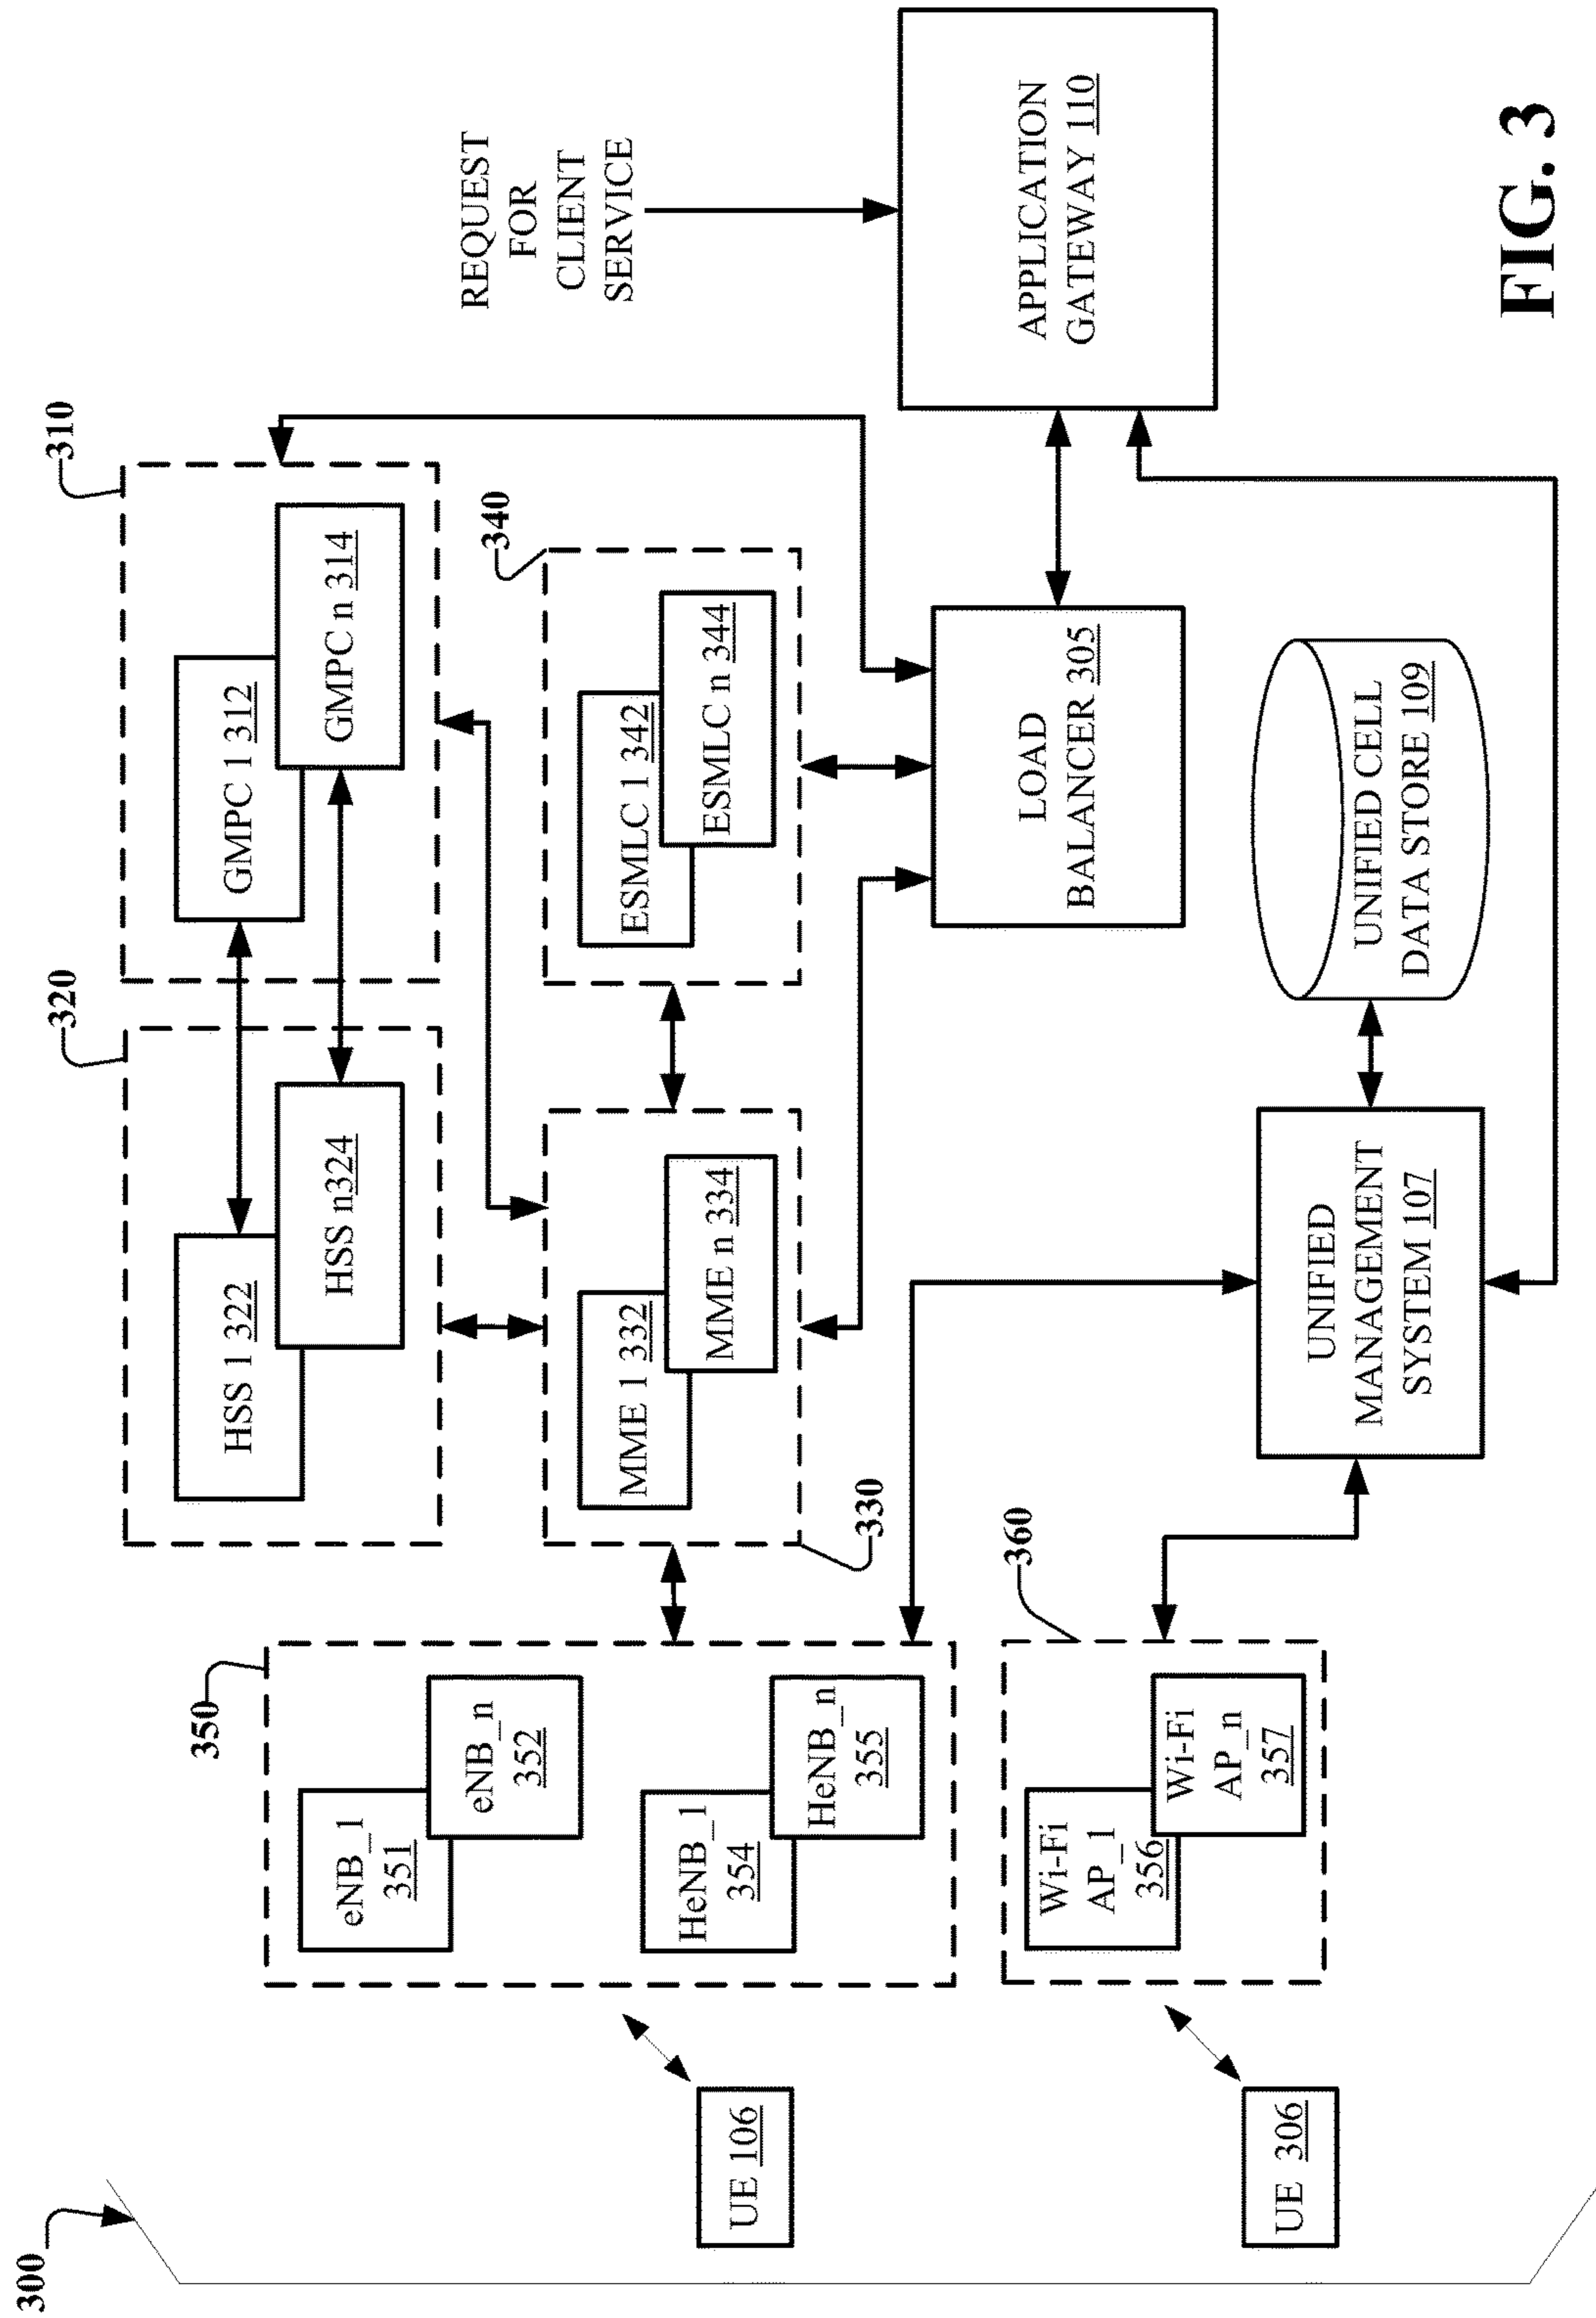 300
310
320
REQUEST
FOR
CLIENT
SERVICE
HSS 1 322
HSS n324
GMPC 1 312
GMPC n 314
340
350
eNB_1
351
eNB_n
352
HeNB_1
354
HeNB_n
355
MME 1 332
MME n 334
330
ESMLC 1 342
ESMLC n 344
APPLICATION
GATEWAY 110
LOAD
BALANCER 305
UE 106
360
Wi-Fi
AP_1
356
Wi-Fi
AP_n
357
UNIFIED
MANAGEMENT
SYSTEM 107
UNIFIED CELL
DATA STORE 109
UE 306
FIG. 3